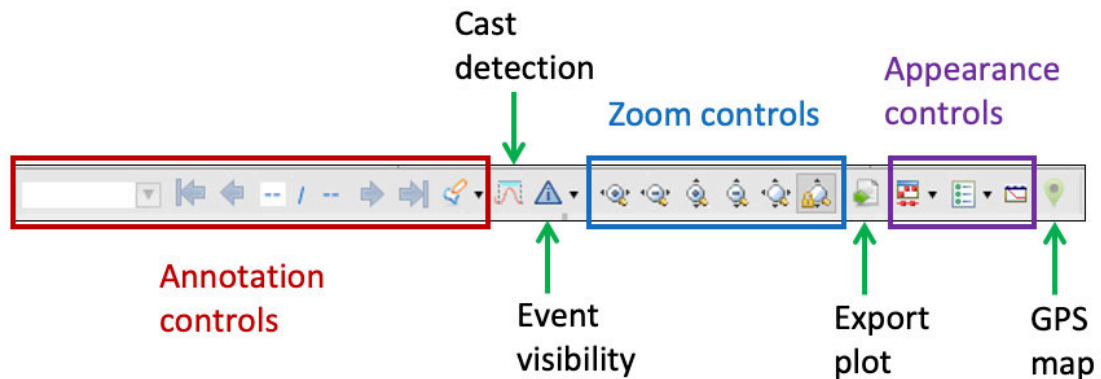 Cast
detection
Appearance
controls
Zoom controls
-- / --
Annotation
controls
Event
visibility
Export
plot
GPS
map